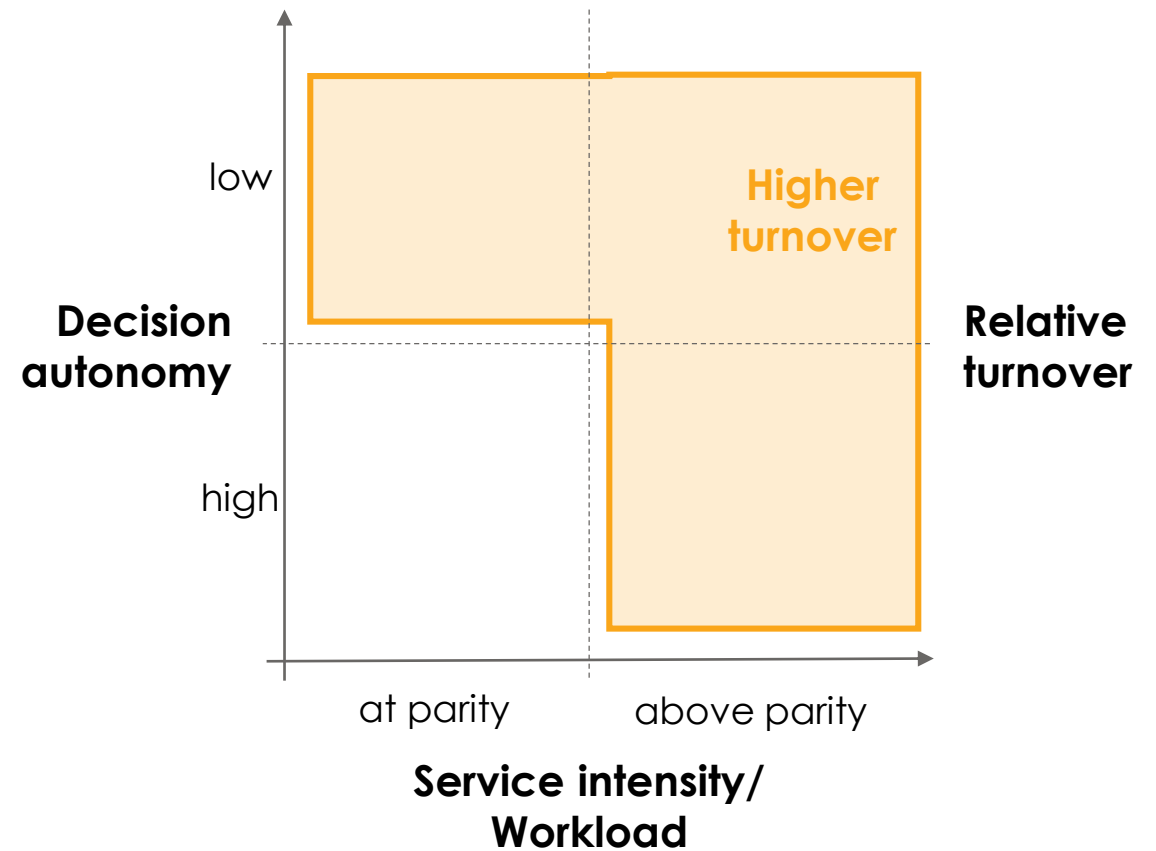 low
Higher
turnover
Decision
autonomy
Relative
turnover
high
at parity
above parity
Service intensity/
Workload